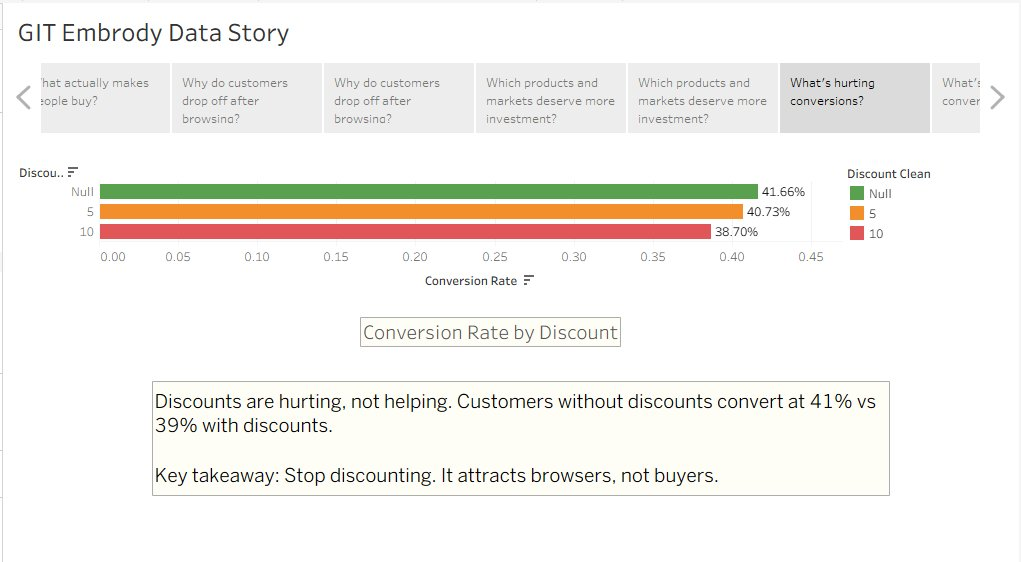 GIT Embrody Data Story
hat actually makes
eople buy?
Why do customers
drop off after
browsing?
Why do customers
drop off after
browsing?
Which products and
markets deserve more
investment?
Which products and
markets deserve more
investment?
What's hurting
conversions?
What's
conver
Discou..
Null 41.66%
5 40.73%
10 38.70%
0.00 0.05 0.10 0.15 0.20 0.25 0.30 0.35 0.40 0.45
Conversion Rate
Discount Clean
Null
5
10
Conversion Rate by Discount
Discounts are hurting, not helping. Customers without discounts convert at 41% vs
39% with discounts.
Key takeaway: Stop discounting. It attracts browsers, not buyers.